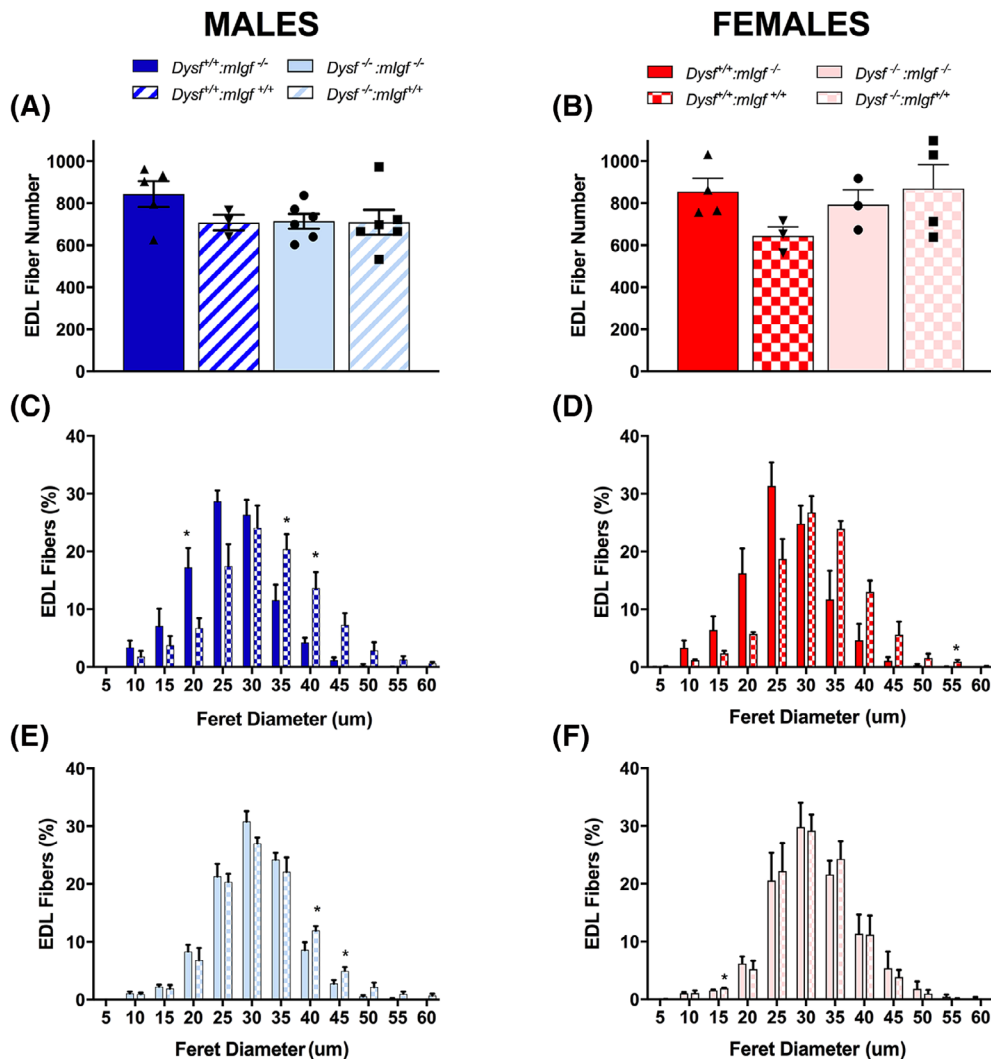 MALES
FEMALES
Dysf+/+:mIgf -/-
Dysf -/-:mIgf -/-
Dysf+/+:mIgf +/+
Dysf -/-:mIgf+/+
Dysf+/+:mIgf -/-
Dysf -/-:mIgf -/-
Dysf+/+:mIgf +/+
Dysf -/-:mIgf+/+
(A)
EDL Fiber Number
1000
800
600
400
200
0
(B)
EDL Fiber Number
1000
800
600
400
200
0
(C)
EDL Fibers (%)
40
30
20
10
0
* * *
5 10 15 20 25 30 35 40 45 50 55 60
Feret Diameter (um)
(D)
EDL Fibers (%)
40
30
20
10
0
*
5 10 15 20 25 30 35 40 45 50 55 60
Feret Diameter (um)
(E)
EDL Fibers (%)
40
30
20
10
0
* *
5 10 15 20 25 30 35 40 45 50 55 60
Feret Diameter (um)
(F)
EDL Fibers (%)
40
30
20
10
0
*
5 10 15 20 25 30 35 40 45 50 55 60
Feret Diameter (um)